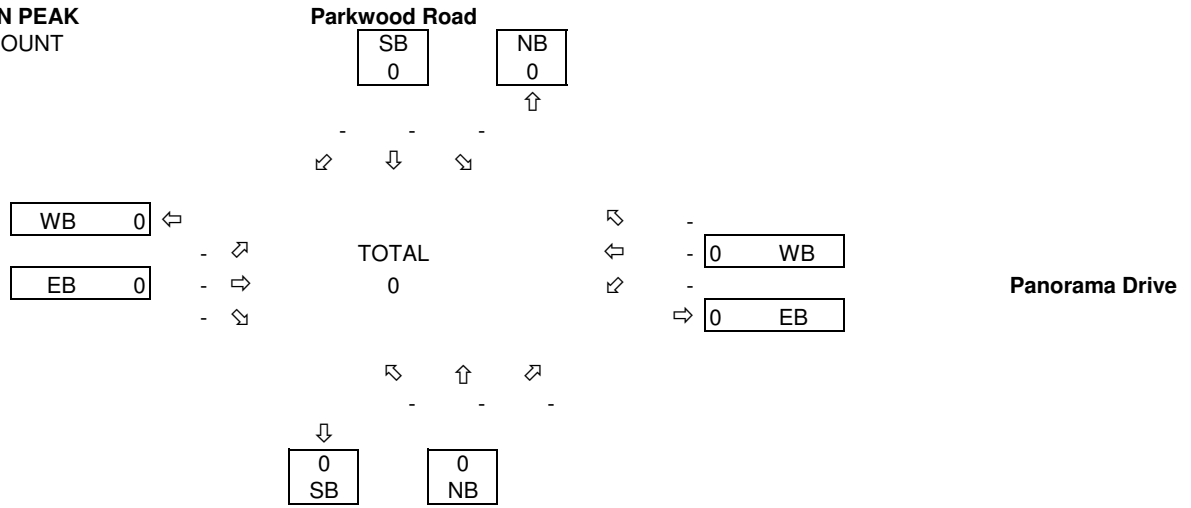 N PEAK Parkwood Road
OUNT SB NB
0 0
⇧
- - -
⬃ ⇩ ⬂
WB 0 ⇦ ⬁ -
- ⬀ TOTAL ⇦ - 0 WB
EB 0 - ⇨ 0 ⬃ - Panorama Drive
- ⬂ ⇨ 0 EB
⬁ ⇧ ⬀
- - -
⇩
0 0
SB NB